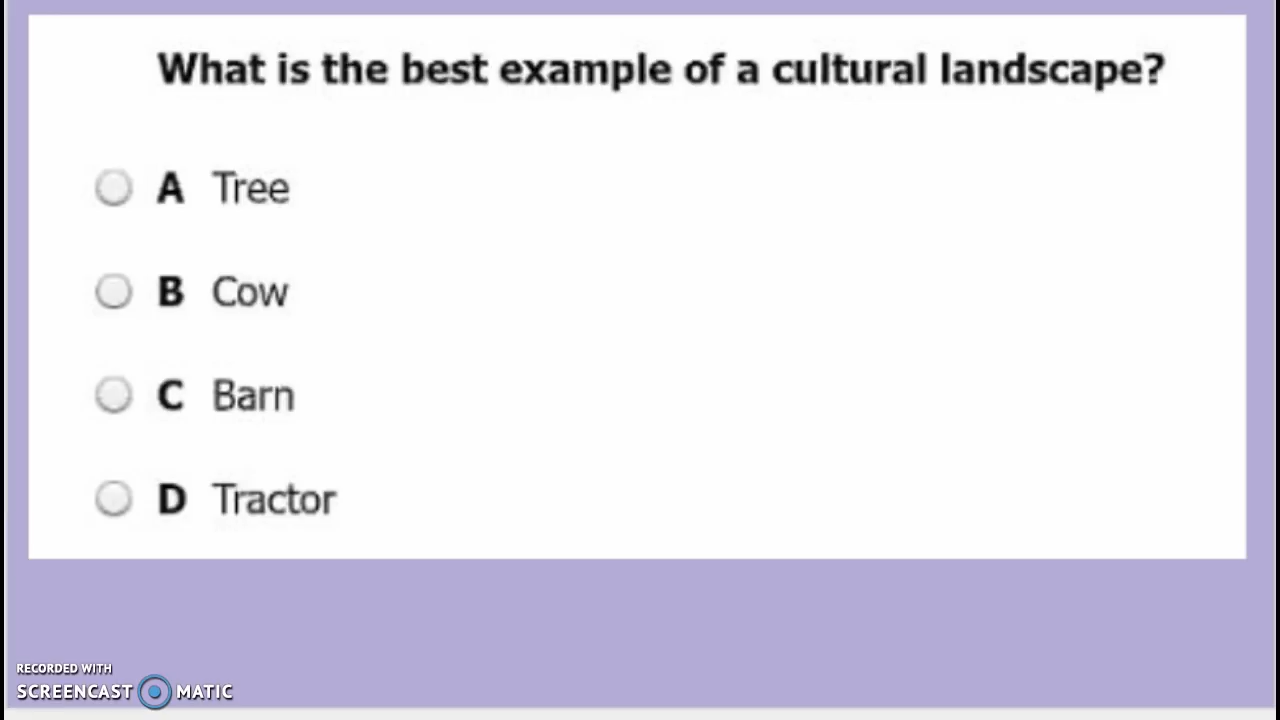 What is the best example of a cultural landscape?
A Tree
B Cow
C Barn
D Tractor
RECORDED WITH
SCREENCAST MATIC